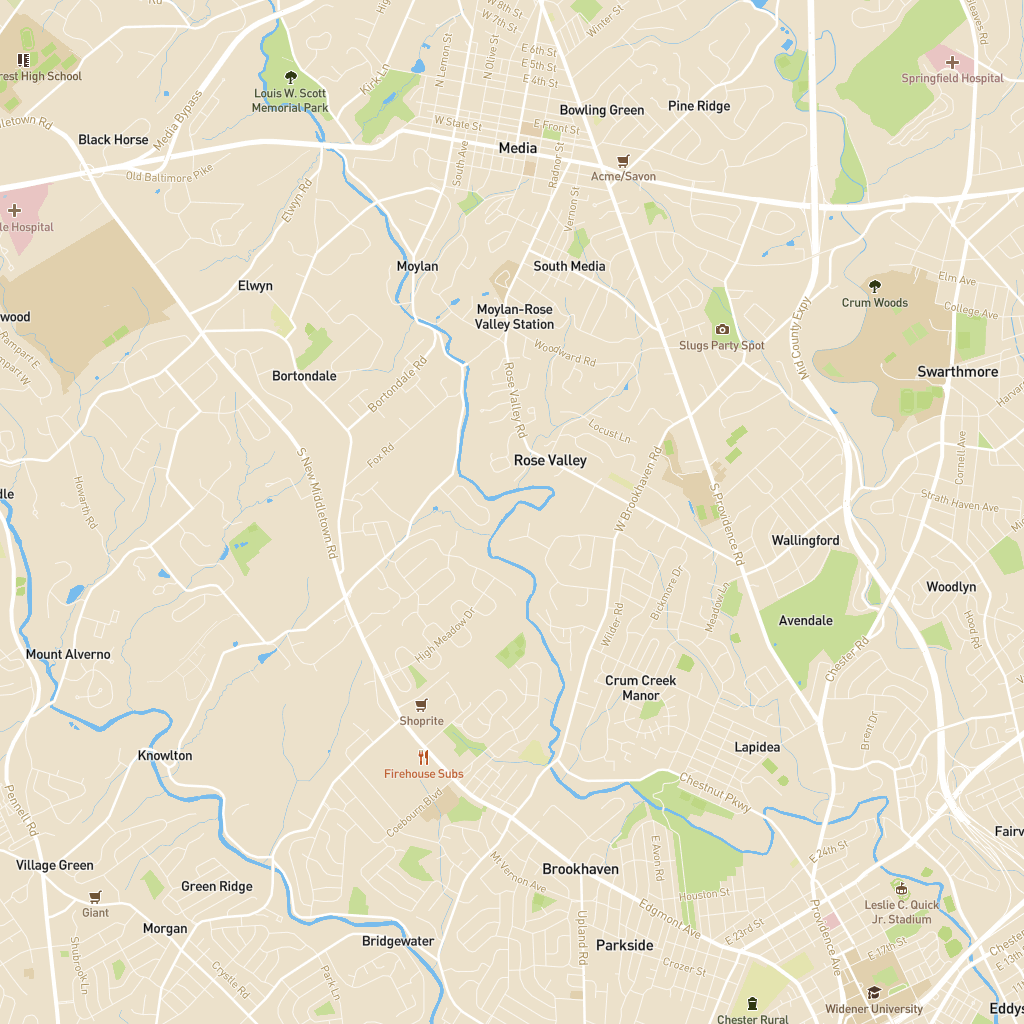 W 8th St
W 7th St
Winter St
N Lemon St
N Olive St
E 6th St
E 5th St
E 4th St
Kirk Ln
rest High School
Louis W. Scott
Memorial Park
Springfield Hospital
Bowling Green
Pine Ridge
W State St
E Front St
Black Horse
Media Bypass
Media
Acme/Savon
Old Baltimore Pike
Elwyn Rd
South Ave
Radnor St
Vernon St
le Hospital
Moylan
South Media
Elwyn
Crum Woods
Elm Ave
College Ave
wood
Moylan-Rose
Valley Station
Mid County Expy
Slugs Party Spot
Rampart E
mpart W
Woodward Rd
Bortondale
Bortondale Rd
Swarthmore
Harvar
Rose Valley Rd
Locust Ln
Fox Rd
Rose Valley
Cornell Ave
W Brookhaven Rd
S Providence Rd
Howarth Rd
S New Middletown Rd
Strath Haven Ave
dle
Wallingford
Bickmore Dr
Meadow Ln
Woodlyn
Wilder Rd
High Meadow Dr
Avendale
Hood Rd
Chester Rd
Mount Alverno
Crum Creek
Manor
Shoprite
Brent Dr
Knowlton
Lapidea
Firehouse Subs
Chestnut Pkwy
Pennell Rd
Coebourn Blvd
Fairv
E 24th St
Village Green
Mt Vernon Ave
Brookhaven
E Avon Rd
Green Ridge
Houston St
Giant
Leslie C. Quick
Jr. Stadium
Morgan
Edgmont Ave
Providence Ave
Bridgewater
Upland Rd
Parkside
E 23rd St
E 17th St
Chester
E 13th
Shubrook Ln
Crystle Rd
Park Ln
Crozer St
Widener University
Eddys
Chester Rural